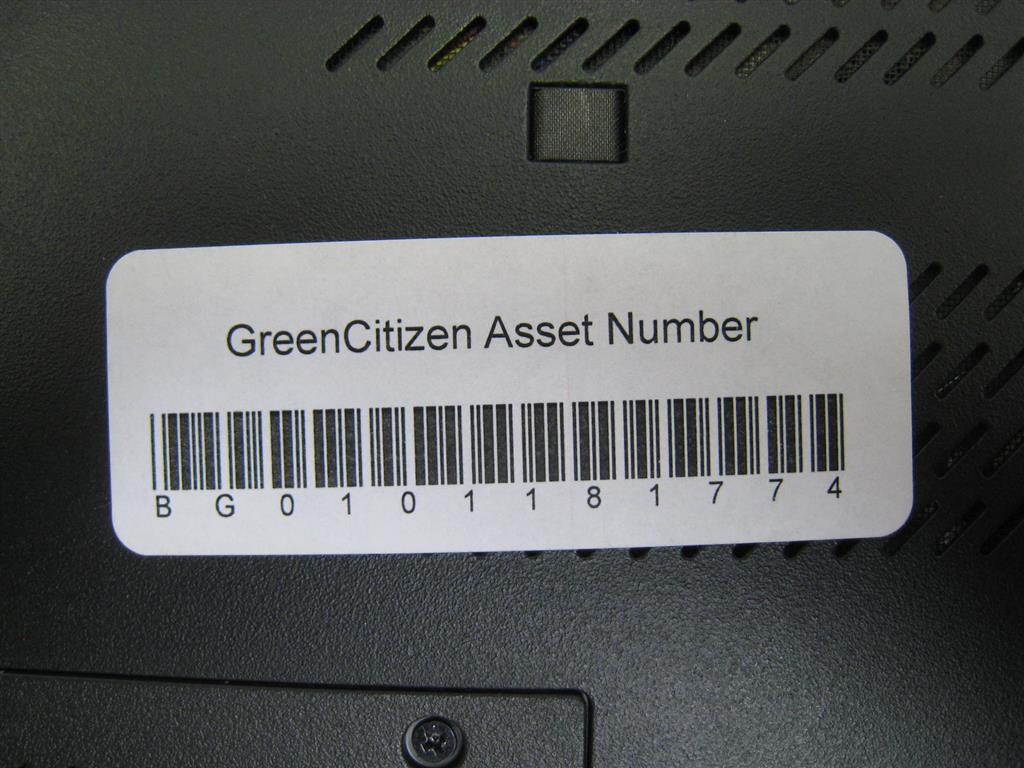 GreenCitizen Asset Number
B G 0 1 0 1 1 8 1 7 7 4